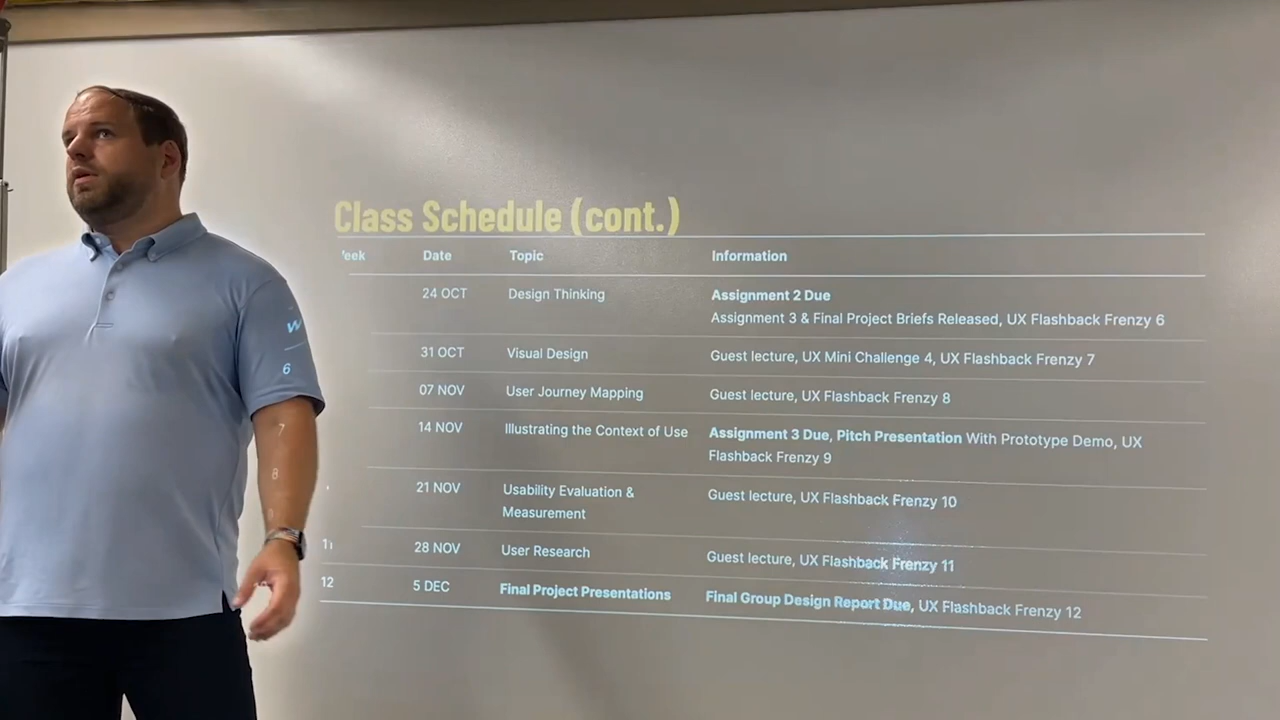 Class Schedule (cont.)
Week Date Topic Information
6 24 OCT Design Thinking Assignment 2 Due
Assignment 3 & Final Project Briefs Released, UX Flashback Frenzy 6
7 31 OCT Visual Design Guest lecture, UX Mini Challenge 4, UX Flashback Frenzy 7
8 07 NOV User Journey Mapping Guest lecture, UX Flashback Frenzy 8
14 NOV Illustrating the Context of Use Assignment 3 Due, Pitch Presentation With Prototype Demo, UX
Flashback Frenzy 9
21 NOV Usability Evaluation & Guest lecture, UX Flashback Frenzy 10
Measurement
11 28 NOV User Research Guest lecture, UX Flashback Frenzy 11
12 5 DEC Final Project Presentations Final Group Design Report Due, UX Flashback Frenzy 12